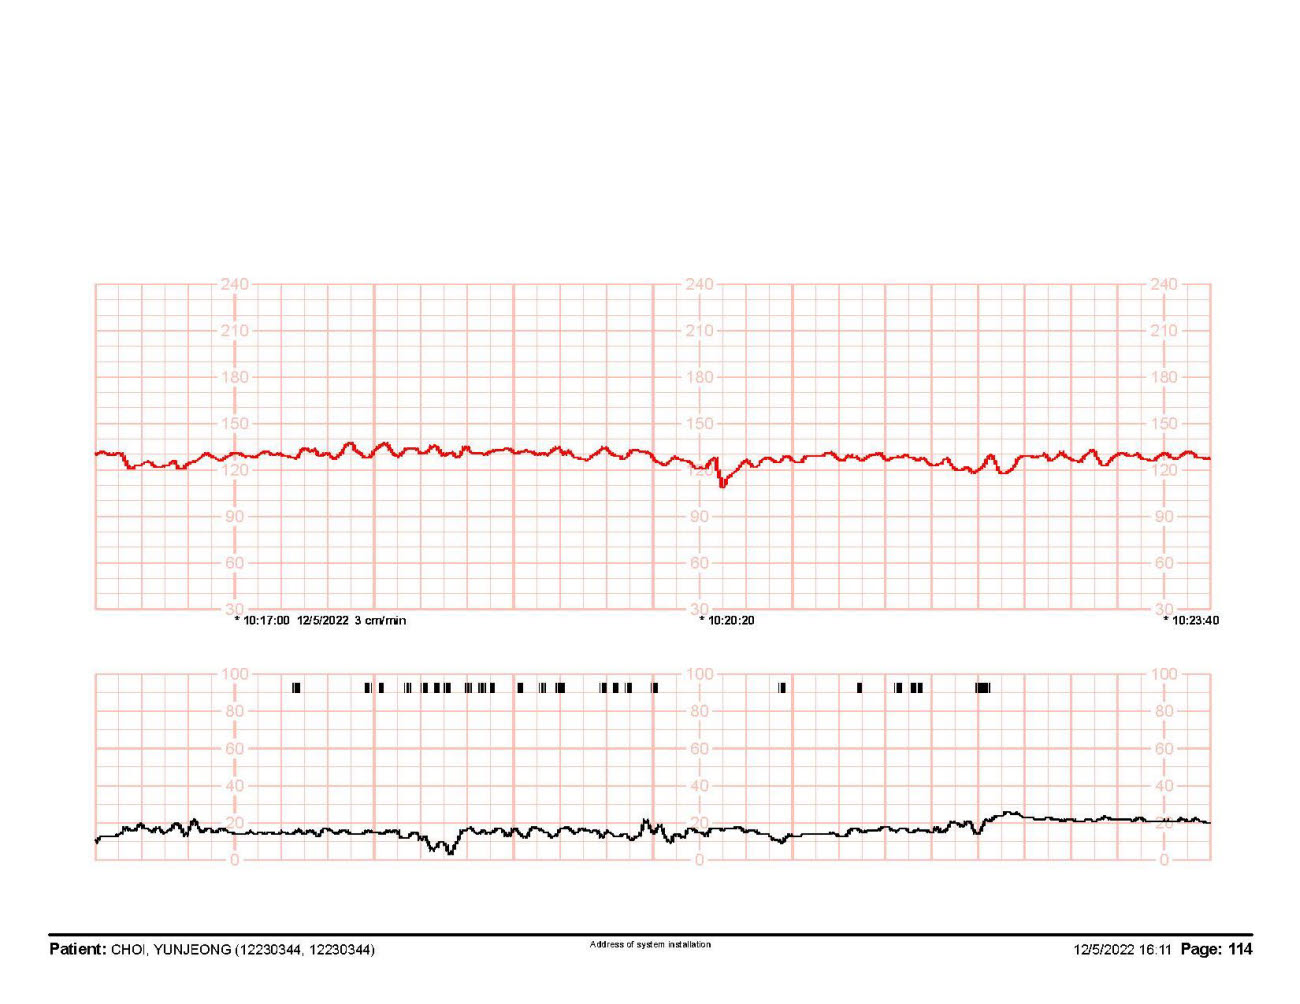 240 240 240
210 210 210
180 180 180
150 150 150
120 120 120
90 90 90
60 60 60
30 30 30
* 10:17:00 12/5/2022 3 cm/min * 10:20:20 * 10:23:40
100 100 100
80 80 80
60 60 60
40 40 40
20 20 20
0 0 0
Patient: CHOI, YUNJEONG (12230344, 12230344) Address of system installation 12/5/2022 16:11 Page: 114